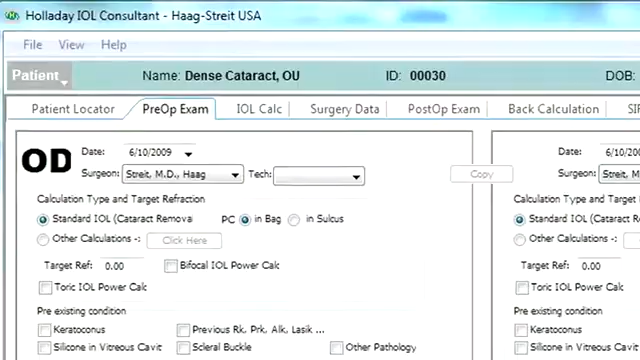 Holladay IOL Consultant - Haag-Streit USA
File View Help
Patient Name: Dense Cataract, OU ID: 00030 DOB:
Patient Locator PreOp Exam IOL Calc Surgery Data PostOp Exam Back Calculation
OD Date: 6/10/2009
Surgeon: Streit, M.D., Haag Tech: Copy
Calculation Type and Target Refraction
Standard IOL (Cataract Remova PC in Bag in Sulcus
Other Calculations -: Click Here
Target Ref: 0.00 Bifocal IOL Power Calc
Toric IOL Power Calc
Pre existing condition
Keratoconus Previous Rk, Prk, Alk, Lasik ...
Silicone in Vitreous Cavit Scleral Buckle Other Pathology
Date: 6/10/200
Surgeon: Streit, M
Calculation Type and Target Ref
Standard IOL (Cataract R
Other Calculations -:
Target Ref: 0.00
Toric IOL Power Calc
Pre existing condition
Keratoconus
Silicone in Vitreous Cavit